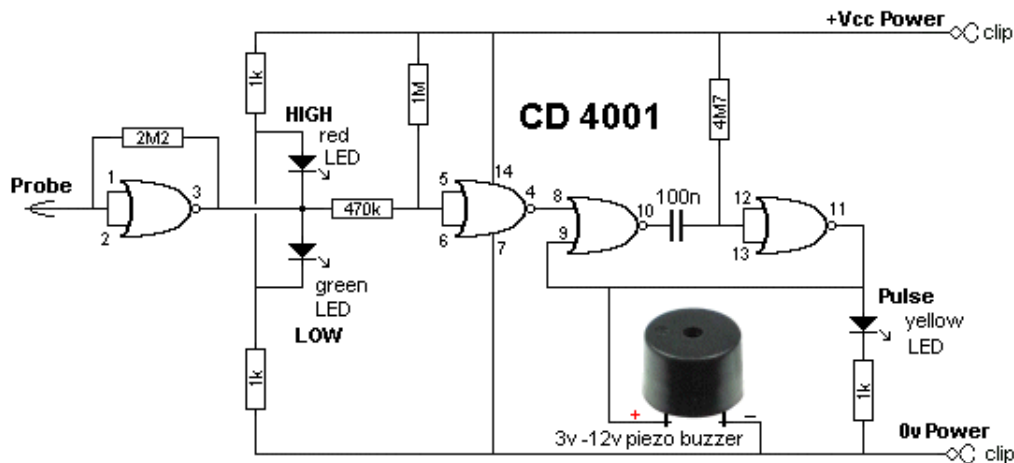 +Vcc Power
clip
1k
1M
4M7
CD 4001
HIGH
red
LED
2M2
Probe
1
2
3
470k
5
6
14
4
7
8
9
10
100n
12
13
11
green
LED
LOW
Pulse
yellow
LED
1k
1k
+
−
3v -12v piezo buzzer
0v Power
clip